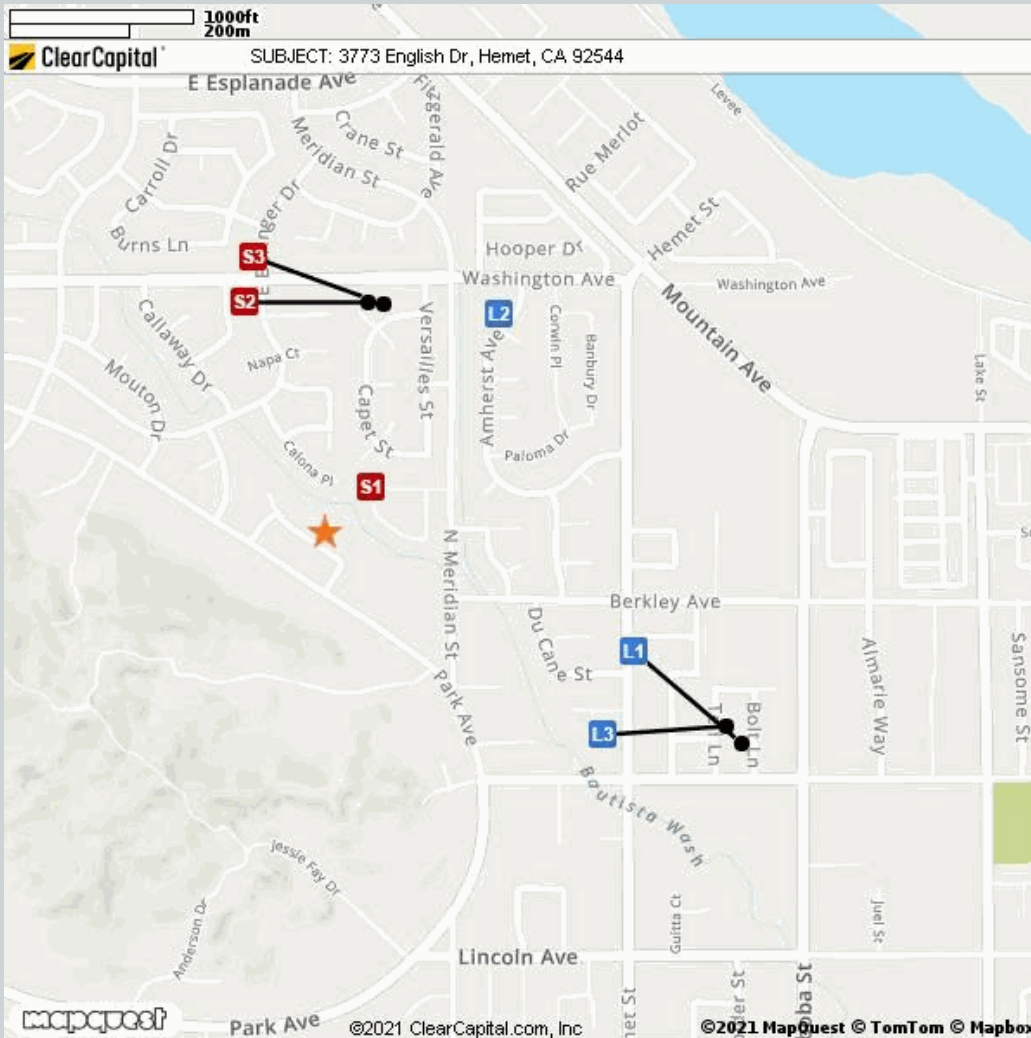 1000ft
200m
ClearCapital
SUBJECT: 3773 English Dr, Hemet, CA 92544
E Esplanade Ave
Fitzgerald Ave
Levee
Crane St
Meridian St
Carroll Dr
Rue Merlot
Burns Ln
Hemet St
Hooper Dr
S3
Washington Ave
Washington Ave
S2
L2
Mountain Ave
Callaway Dr
Versailles St
Corwin Pl
Banbury Dr
Napa Ct
Amherst Ave
Lake St
Mouton Dr
Capet St
Paloma Dr
Calona Pl
S1
N Meridian St
Berkley Ave
Du Cane St
L1
Almarie Way
Sansome St
Park Ave
L3
Ln
Bolt Ln
Bautista Wash
Jessie Fay Dr
Anderson Dr
Guitta Ct
Juel St
Lincoln Ave
mapquest
Park Ave
©2021 ClearCapital.com, Inc
©2021 MapQuest © TomTom © Mapbox